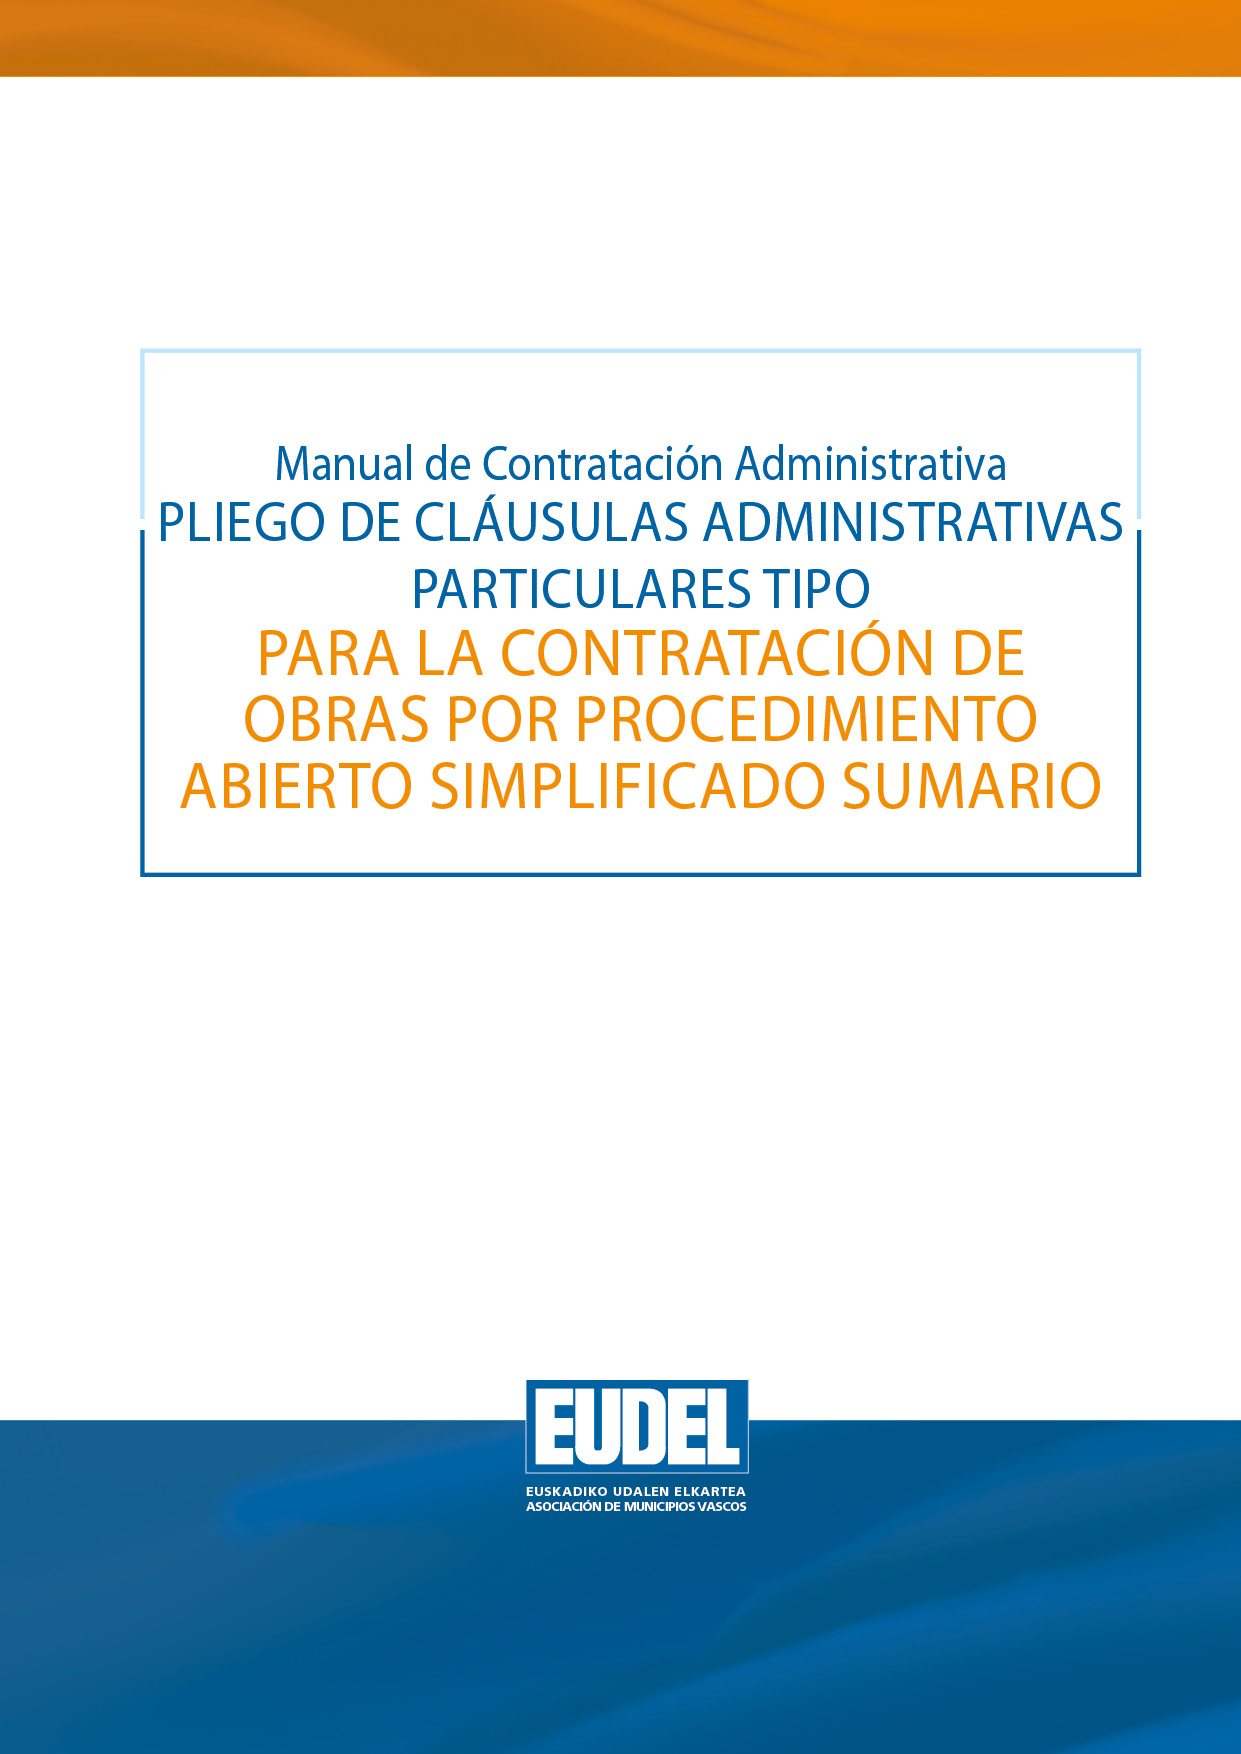 Manual de Contratación Administrativa
PLIEGO DE CLÁUSULAS ADMINISTRATIVAS
PARTICULARES TIPO
PARA LA CONTRATACIÓN DE
OBRAS POR PROCEDIMIENTO
ABIERTO SIMPLIFICADO SUMARIO
EUDEL
EUSKADIKO UDALEN ELKARTEA
ASOCIACIÓN DE MUNICIPIOS VASCOS